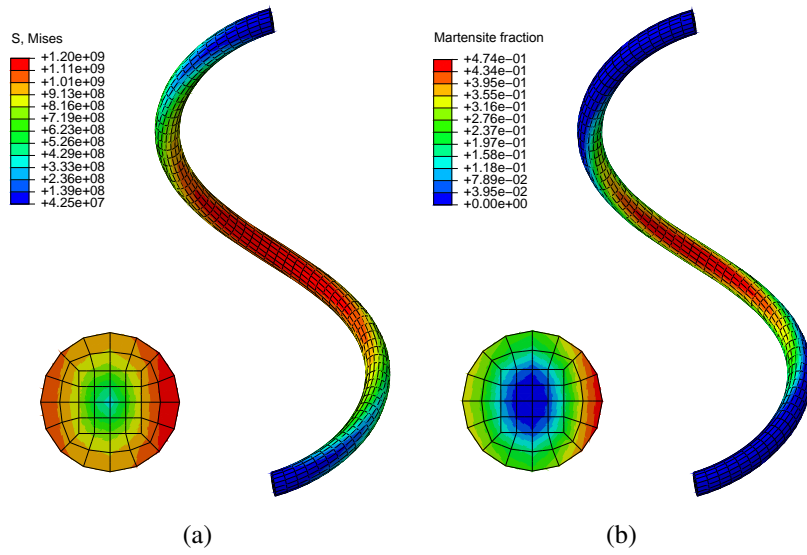 S, Mises
+1.20e+09
+1.11e+09
+1.01e+09
+9.13e+08
+8.16e+08
+7.19e+08
+6.23e+08
+5.26e+08
+4.29e+08
+3.33e+08
+2.36e+08
+1.39e+08
+4.25e+07
Martensite fraction
+4.74e-01
+4.34e-01
+3.95e-01
+3.55e-01
+3.16e-01
+2.76e-01
+2.37e-01
+1.97e-01
+1.58e-01
+1.18e-01
+7.89e-02
+3.95e-02
+0.00e+00
(a)
(b)